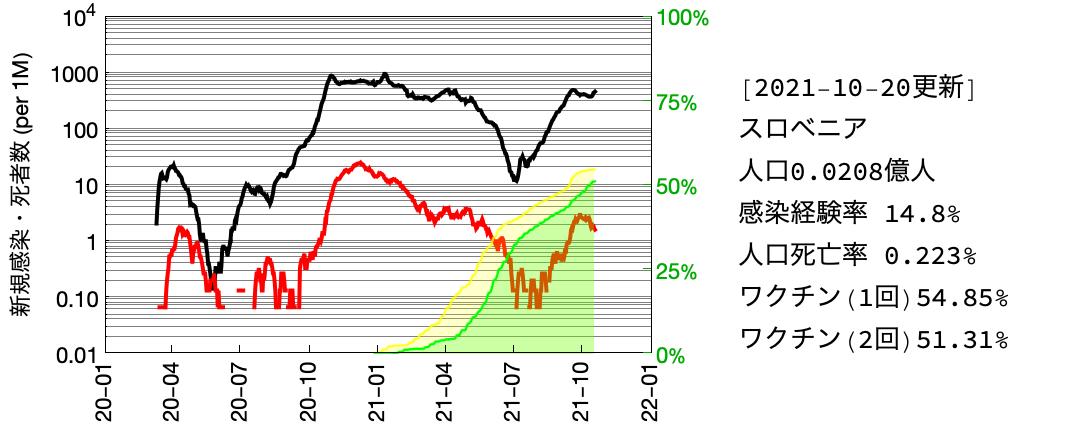 新規感染・死者数 (per 1M)
10^4
1000
100
10
1
0.10
0.01
100%
75%
50%
25%
0%
20-01
20-04
20-07
20-10
21-01
21-04
21-07
21-10
22-01
[2021-10-20更新]
スロベニア
人口0.0208億人
感染経験率 14.8%
人口死亡率 0.223%
ワクチン(1回)54.85%
ワクチン(2回)51.31%